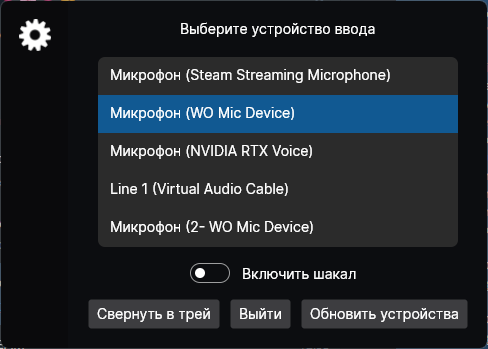 Выберите устройство ввода
Микрофон (Steam Streaming Microphone)
Микрофон (WO Mic Device)
Микрофон (NVIDIA RTX Voice)
Line 1 (Virtual Audio Cable)
Микрофон (2- WO Mic Device)
Включить шакал
Свернуть в трей
Выйти
Обновить устройства